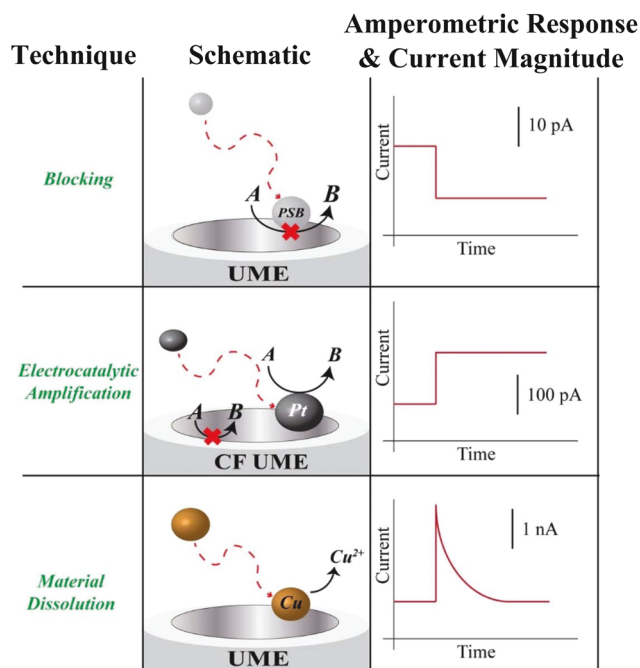 Technique
Schematic
Amperometric Response
& Current Magnitude
Blocking
A
B
PSB
UME
Current
10 pA
Time
Electrocatalytic
Amplification
A
B
A
B
Pt
CF UME
Current
100 pA
Time
Material
Dissolution
Cu²⁺
Cu
UME
Current
1 nA
Time